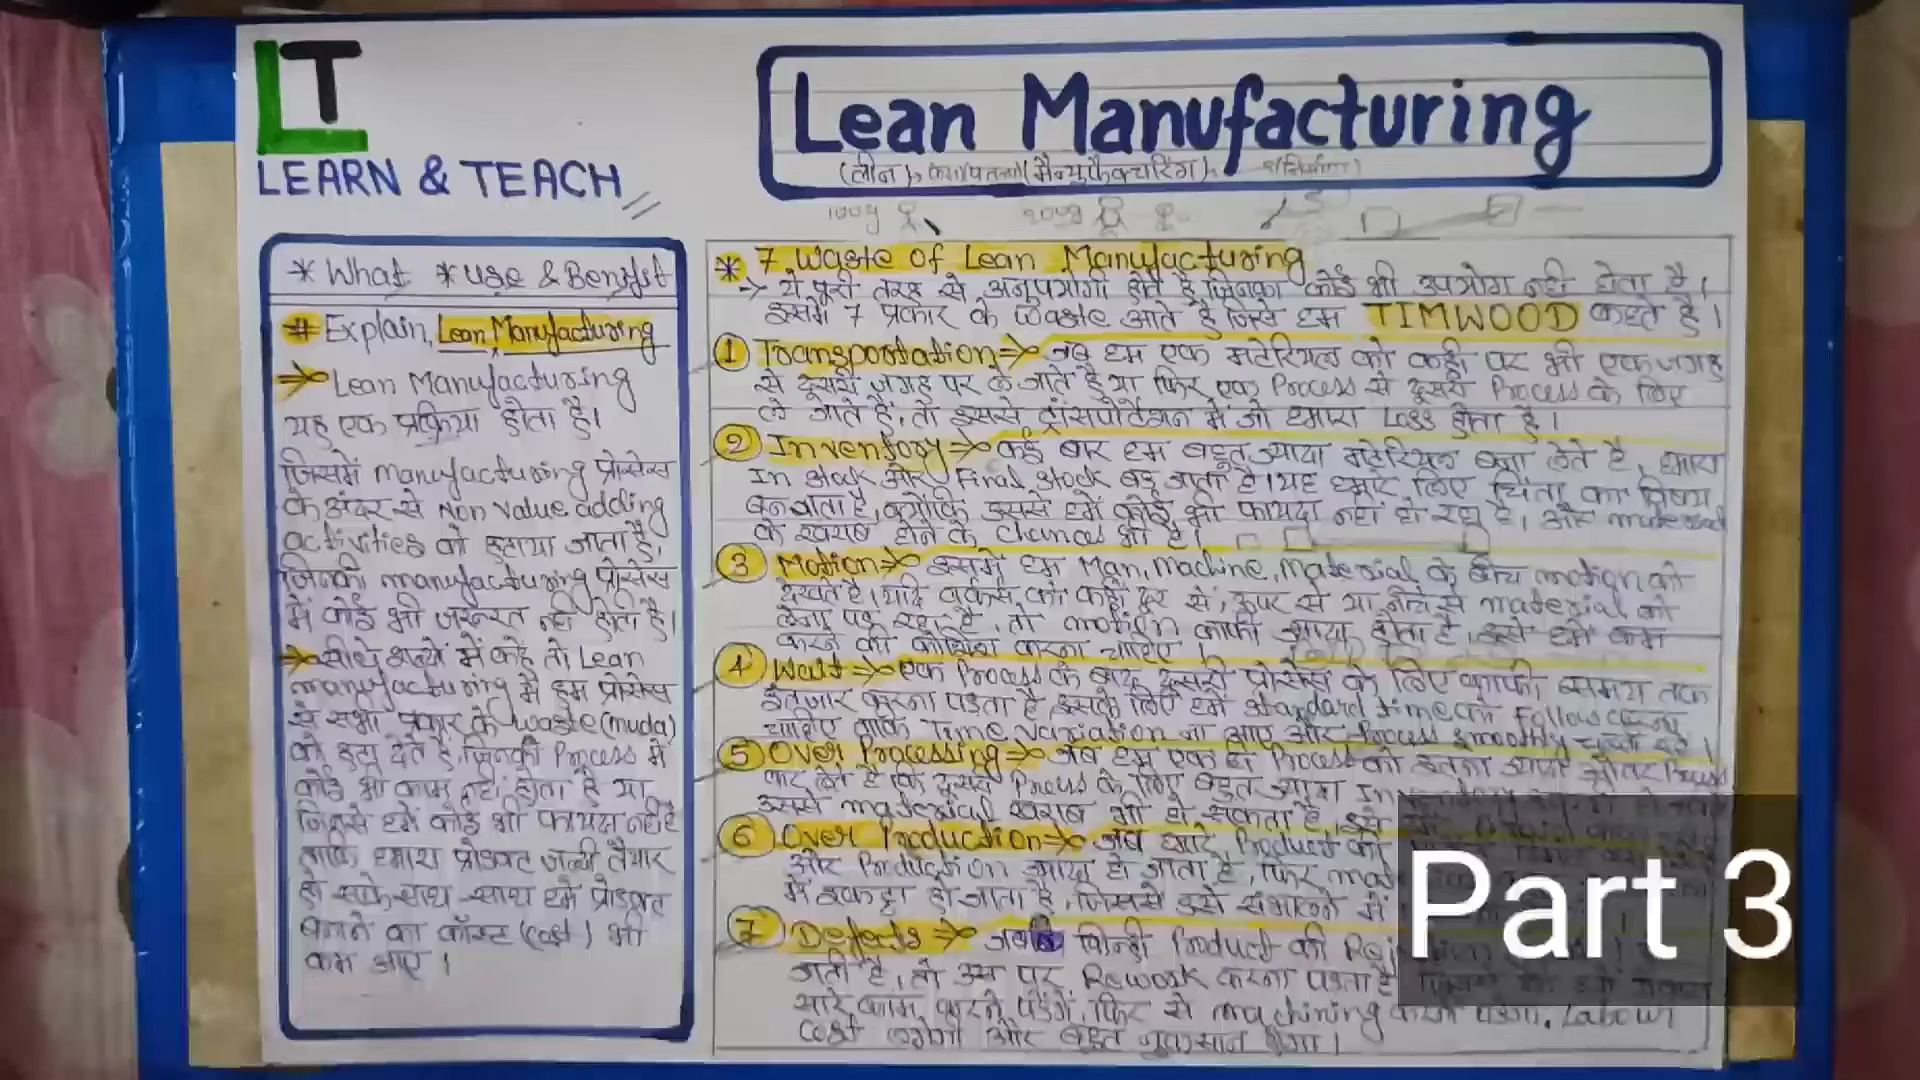 LT
LEARN & TEACH
Lean Manufacturing
(लीन) (मैन्युफैक्चरिंग)
* What * use & Benifit
# Explain, Lean Manufacturing
⇒ Lean Manufacturing
यह एक प्रक्रिया होता है।
जिसमें manufacturing प्रोसेस
के अंदर से Non value adding
activities को हटाया जाता है।
जिनकी manufacturing प्रोसेस
में कोई भी जरूरत नही होती है।
⇒ सीधे शब्दों में कहे तो Lean
manufacturing में हम प्रोसेस
से सभी प्रकार के waste (muda)
को हटा देते है, जिनकी Process में
कोई भी काम नहीं होता है या
जिससे हमें कोई भी फायदा नहीं है
ताकि हमारा प्रोडक्ट जल्दी तैयार
हो सके साथ-साथ हमें प्रोडक्ट
बनाने का कॉस्ट (cost) भी
कम आए।
* 7 Waste of Lean Manufacturing
→ ये पूरी तरह से अनुपयोगी होते है जिनका कोई भी उपयोग नही होता है।
इसमें 7 प्रकार के Waste आते है जिसे हम TIMWOOD कहते है।
① Transportation ⇒ जब हम एक मटेरियल को कही पर भी एक जगह
से दूसरी जगह पर ले जाते है या फिर एक Process से दूसरे Process के लिए
ले जाते हैं, तो इससे ट्रांसपोर्टेशन में जो हमारा Loss होता है।
② Inventory ⇒ कई बार हम बहुत ज्यादा मटेरियल बना लेते है, हमारा
In stock और Final stock बढ़ जाता है। यह हमारे लिए चिंता का विषय
बन जाता है, क्योंकि इससे हमें कोई भी फायदा नहीं हो रहा है। और material
के खराब होने के Chances भी है।
③ Motion ⇒ इसमें हम Man, machine, material के बीच motion को
देखते है। यदि वर्कर्स को कही दूर से, ऊपर से या नीचे से material को
लेना पड़ रहा है, तो motion काफी ज्यादा होता है, इसे हमें कम
करने की कोशिश करना चाहिए।
④ Wait ⇒ एक Process के बाद दूसरी प्रोसेस के लिए काफी समय तक
इंतजार करना पड़ता है इसके लिए हमें Standard time को Follow करना
चाहिए ताकि Time Variation ना आए और Process smoothly चलता रहे।
⑤ Over Processing ⇒ जब हम एक ही Process को इतना ज्यादा
कर लेते है कि दूसरे Process के लिए बहुत ज्यादा
इससे material खराब भी हो सकता है,
⑥ Over Production ⇒ जब हमारे Product की
और Production ज्यादा हो जाता है, फिर
में इकट्ठा हो जाता है, जिससे उसे संभालने में
⑦ Defects ⇒ जब किन्ही Product की
जाती है, तो उस पर Rework करना पड़ता है
सारे काम करने पड़ेंगे, फिर से machining करना पड़ेगा, Labour
Cost लगेगा और बहुत नुकसान होगा।
Part 3